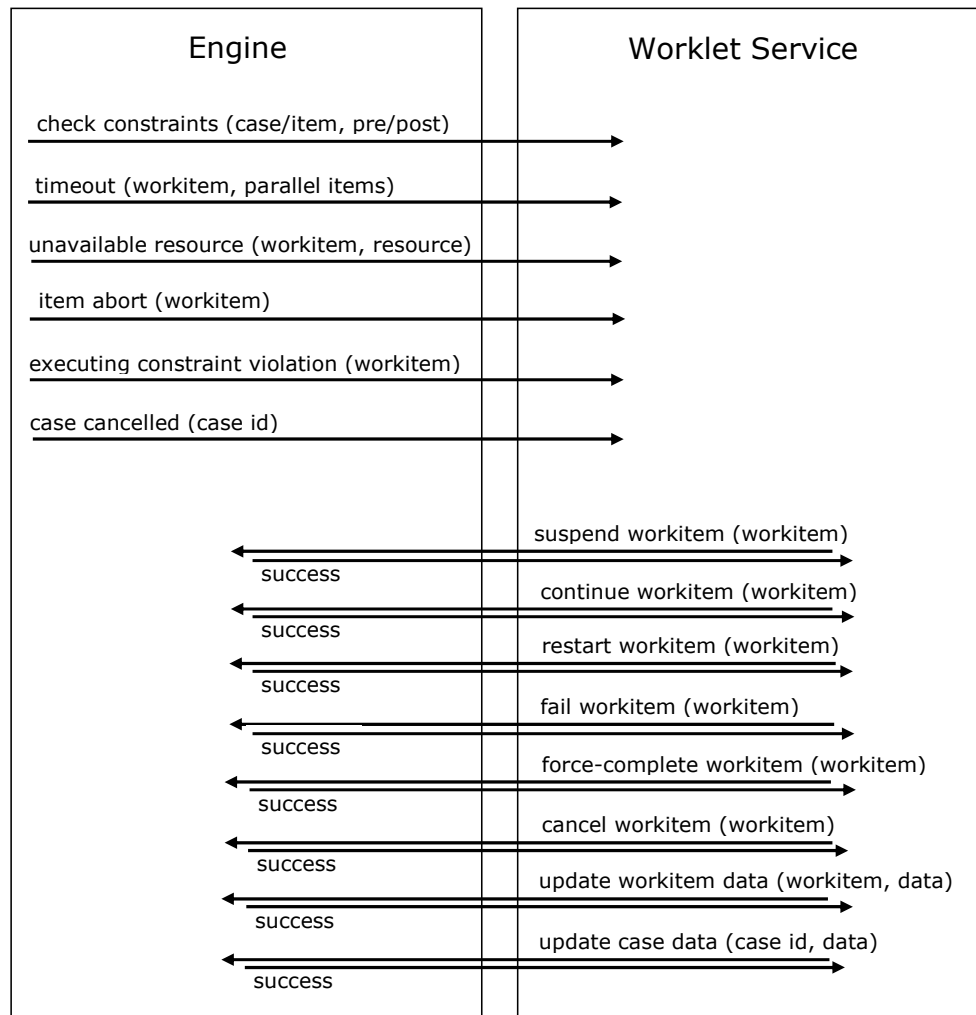 Engine
Worklet Service
check constraints (case/item, pre/post)
timeout (workitem, parallel items)
unavailable resource (workitem, resource)
item abort (workitem)
executing constraint violation (workitem)
case cancelled (case id)
suspend workitem (workitem)
success
continue workitem (workitem)
success
restart workitem (workitem)
success
fail workitem (workitem)
success
force-complete workitem (workitem)
success
cancel workitem (workitem)
success
update workitem data (workitem, data)
success
update case data (case id, data)
success